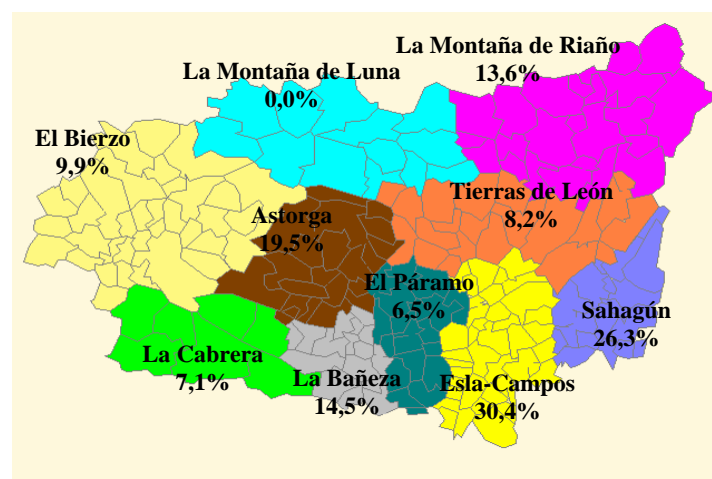 La Montaña de Riaño
13,6%
La Montaña de Luna
0,0%
El Bierzo
9,9%
Tierras de León
8,2%
Astorga
19,5%
El Páramo
6,5%
Sahagún
26,3%
La Cabrera
7,1%
La Bañeza
14,5%
Esla-Campos
30,4%